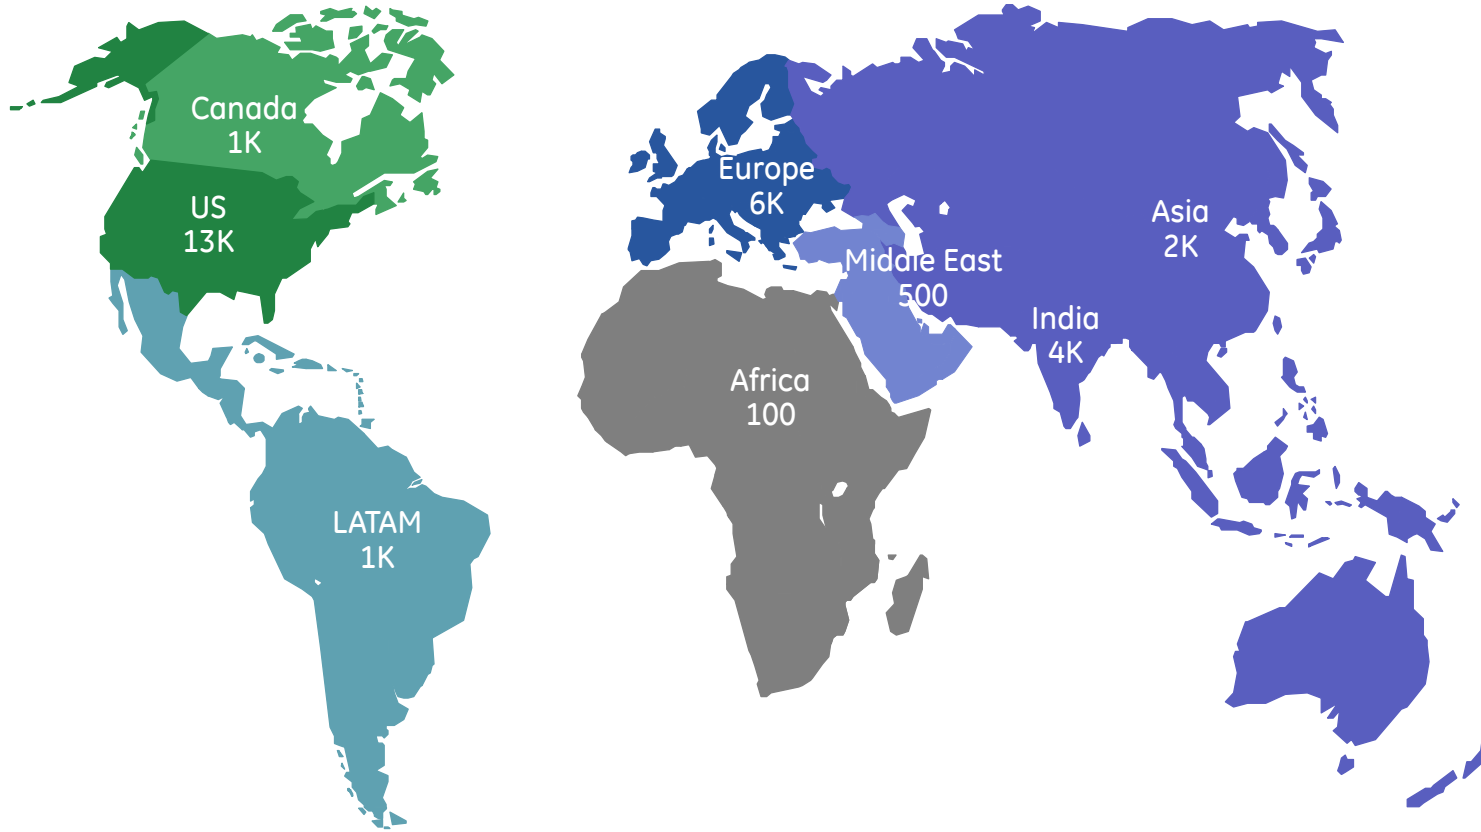 Canada
1K
US
13K
LATAM
1K
Europe
6K
Middle East
500
Africa
100
Asia
2K
India
4K